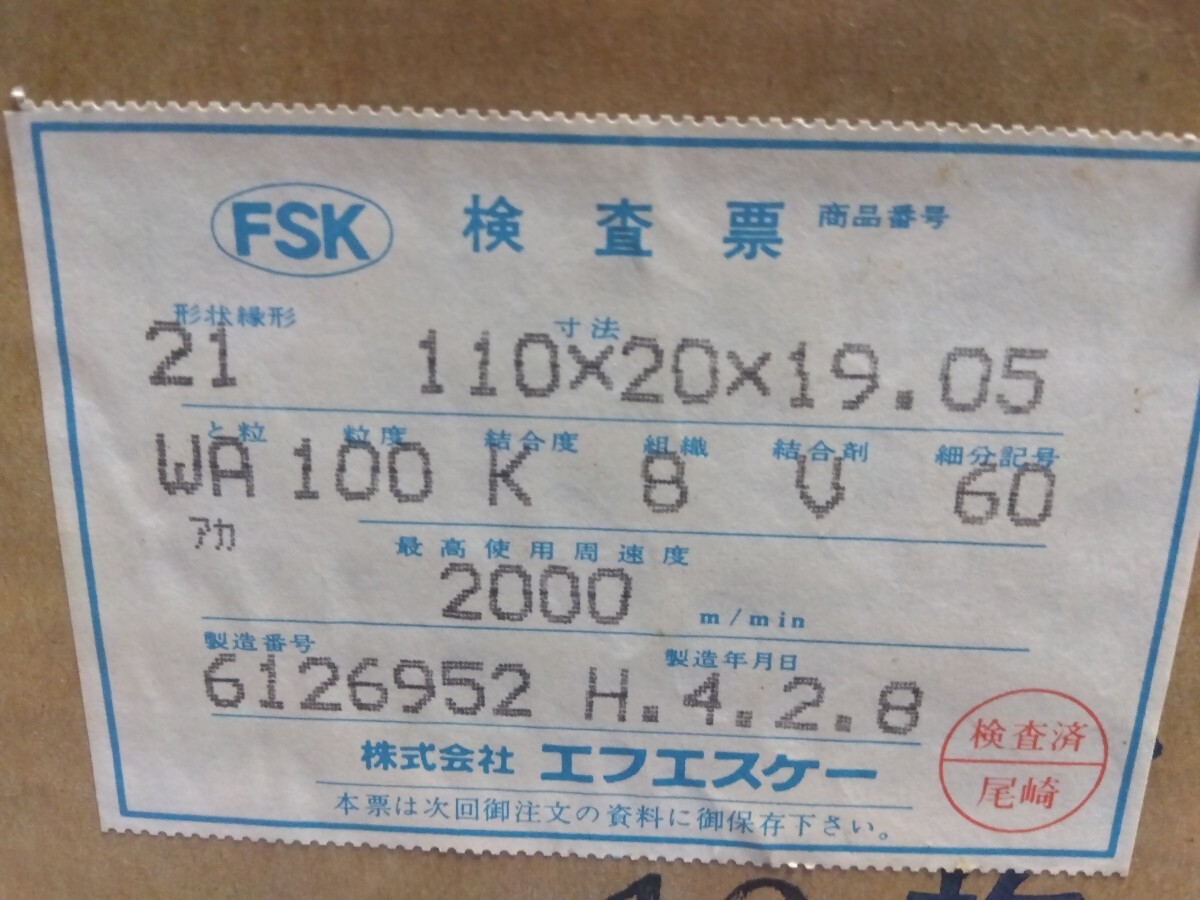 FSK 検査票 商品番号
形状縁形 寸法
21 110×20×19.05
と粒 粒度 結合度 組織 結合剤 細分記号
WA 100 K 8 V 60
アカ
最高使用周速度
2000 m/min
製造番号 製造年月日
6126952 H.4.2.8
株式会社 エフエスケー
本票は次回御注文の資料に御保存下さい。
検査済
尾崎